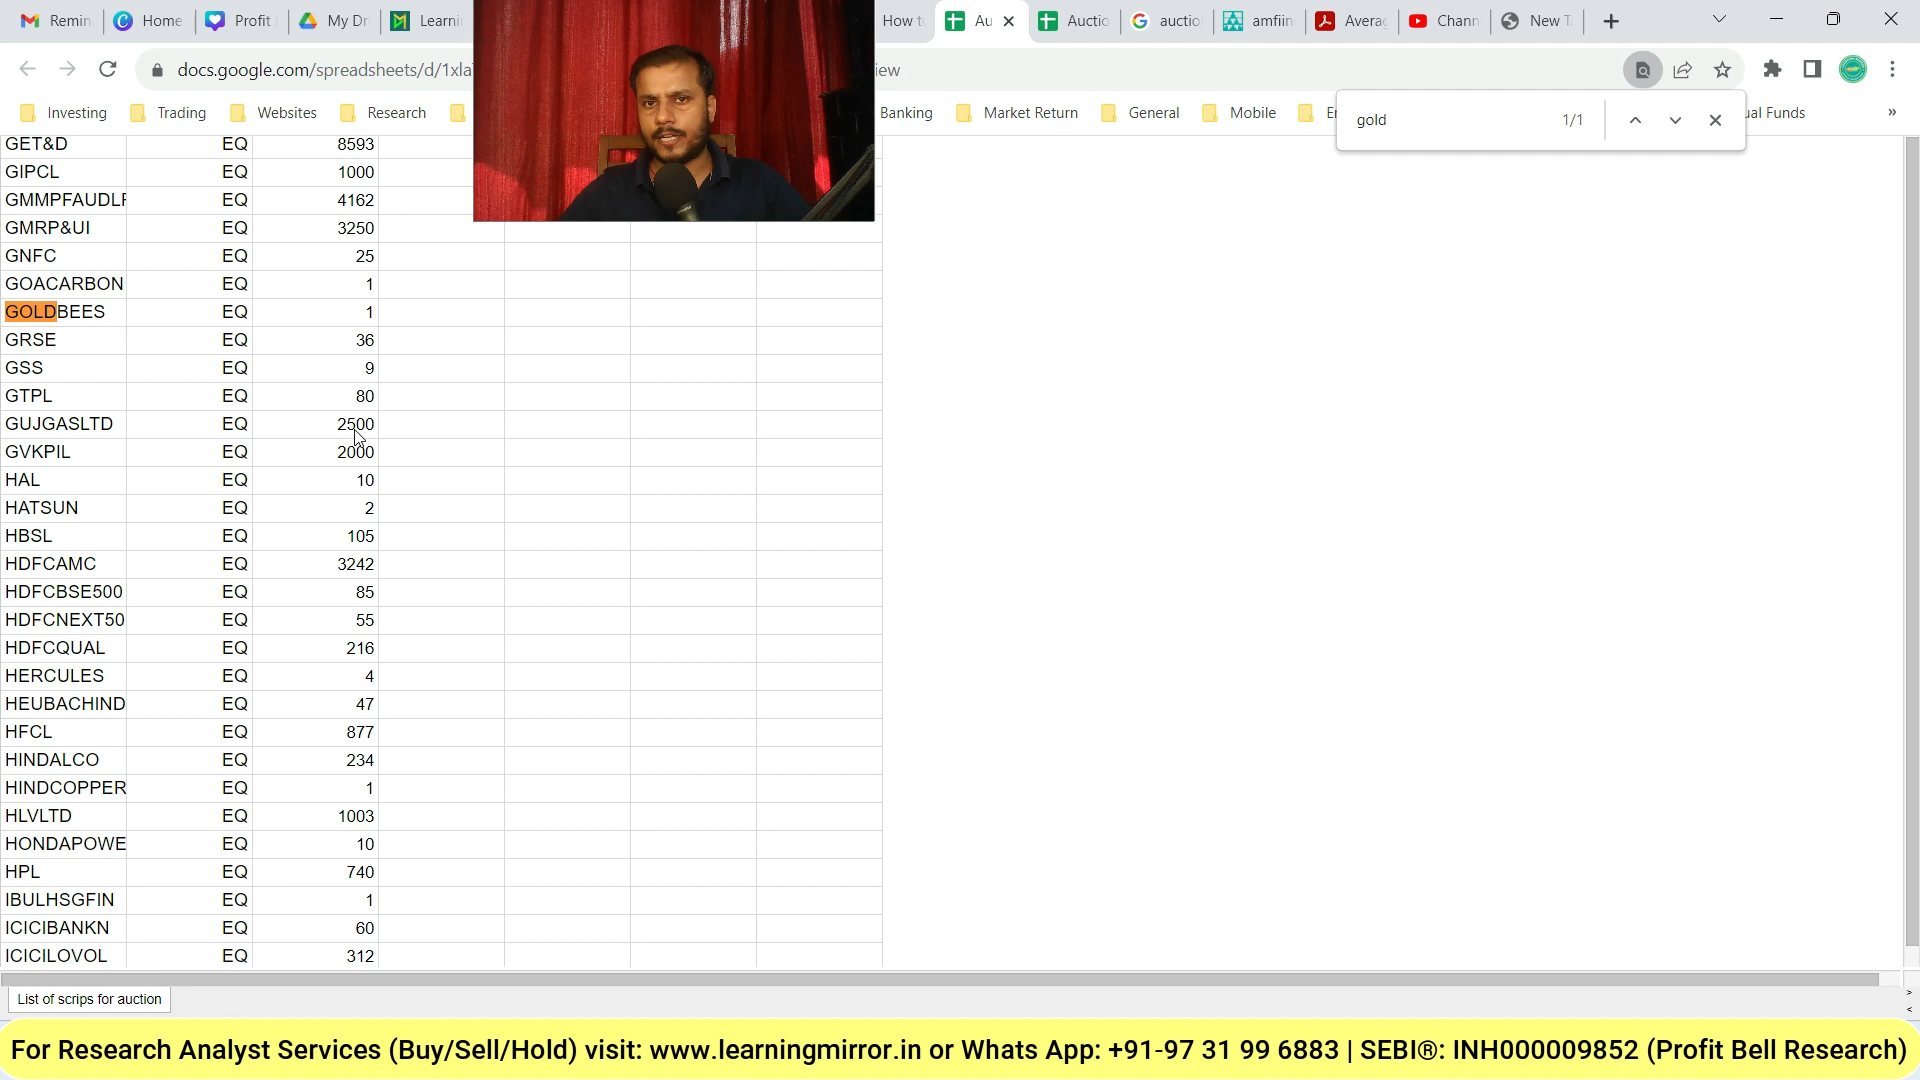 Remin Home Profit My Dr Learni How t Au Auctio auctio amfiin Averag Chann New T
docs.google.com/spreadsheets/d/1xla iew
Investing Trading Websites Research Banking Market Return General Mobile ual Funds »
gold 1/1
GET&D EQ 8593
GIPCL EQ 1000
GMMPFAUDLR EQ 4162
GMRP&UI EQ 3250
GNFC EQ 25
GOACARBON EQ 1
GOLDBEES EQ 1
GRSE EQ 36
GSS EQ 9
GTPL EQ 80
GUJGASLTD EQ 2500
GVKPIL EQ 2000
HAL EQ 10
HATSUN EQ 2
HBSL EQ 105
HDFCAMC EQ 3242
HDFCBSE500 EQ 85
HDFCNEXT50 EQ 55
HDFCQUAL EQ 216
HERCULES EQ 4
HEUBACHIND EQ 47
HFCL EQ 877
HINDALCO EQ 234
HINDCOPPER EQ 1
HLVLTD EQ 1003
HONDAPOWE EQ 10
HPL EQ 740
IBULHSGFIN EQ 1
ICICIBANKN EQ 60
ICICILOVOL EQ 312
List of scrips for auction
For Research Analyst Services (Buy/Sell/Hold) visit: www.learningmirror.in or Whats App: +91-97 31 99 6883 | SEBI®: INH000009852 (Profit Bell Research)